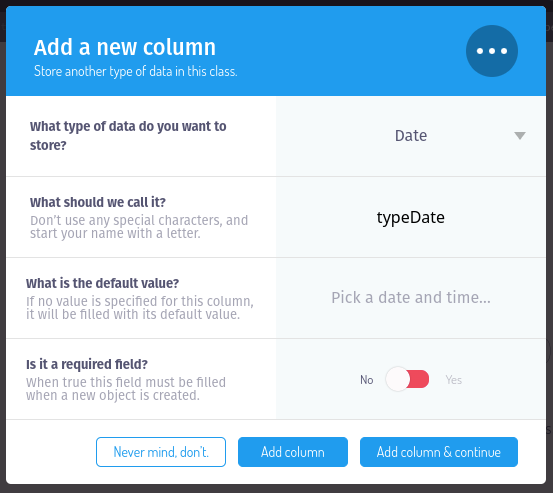 Add a new column
Store another type of data in this class.
What type of data do you want to
store?
Date
What should we call it?
Don't use any special characters, and
start your name with a letter.
typeDate
What is the default value?
If no value is specified for this column,
it will be filled with its default value.
Pick a date and time...
Is it a required field?
When true this field must be filled
when a new object is created.
No
Yes
Never mind, don't.
Add column
Add column & continue